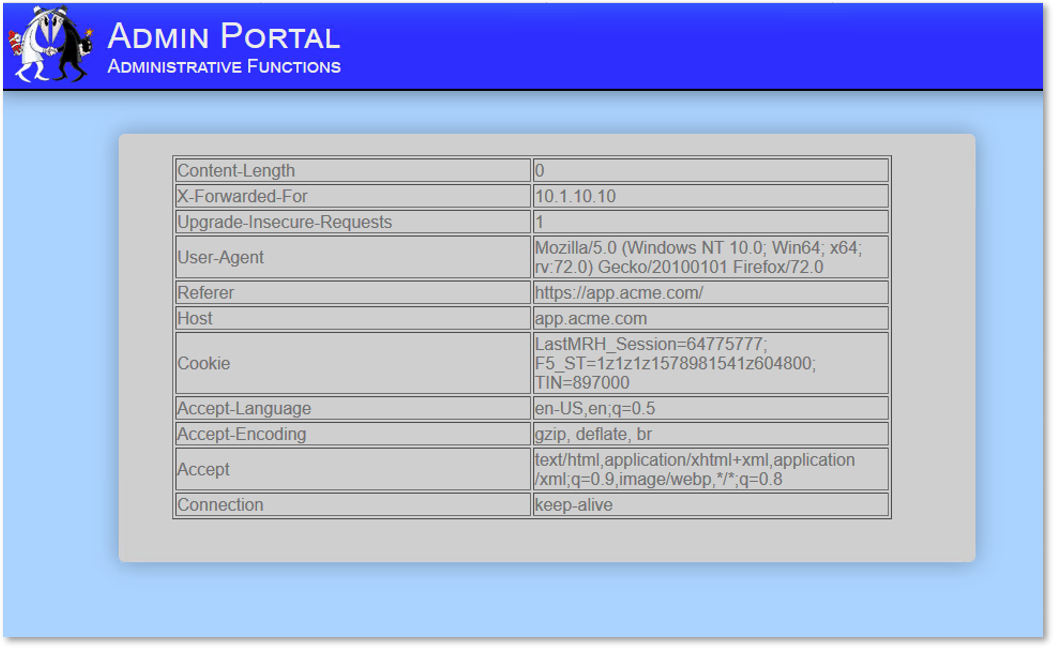 Admin Portal
Administrative Functions
Content-Length 0
X-Forwarded-For 10.1.10.10
Upgrade-Insecure-Requests 1
User-Agent Mozilla/5.0 (Windows NT 10.0; Win64; x64;
rv:72.0) Gecko/20100101 Firefox/72.0
Referer https://app.acme.com/
Host app.acme.com
Cookie LastMRH_Session=64775777;
F5_ST=1z1z1z1578981541z604800;
TIN=897000
Accept-Language en-US,en;q=0.5
Accept-Encoding gzip, deflate, br
Accept text/html,application/xhtml+xml,application
/xml;q=0.9,image/webp,*/*;q=0.8
Connection keep-alive